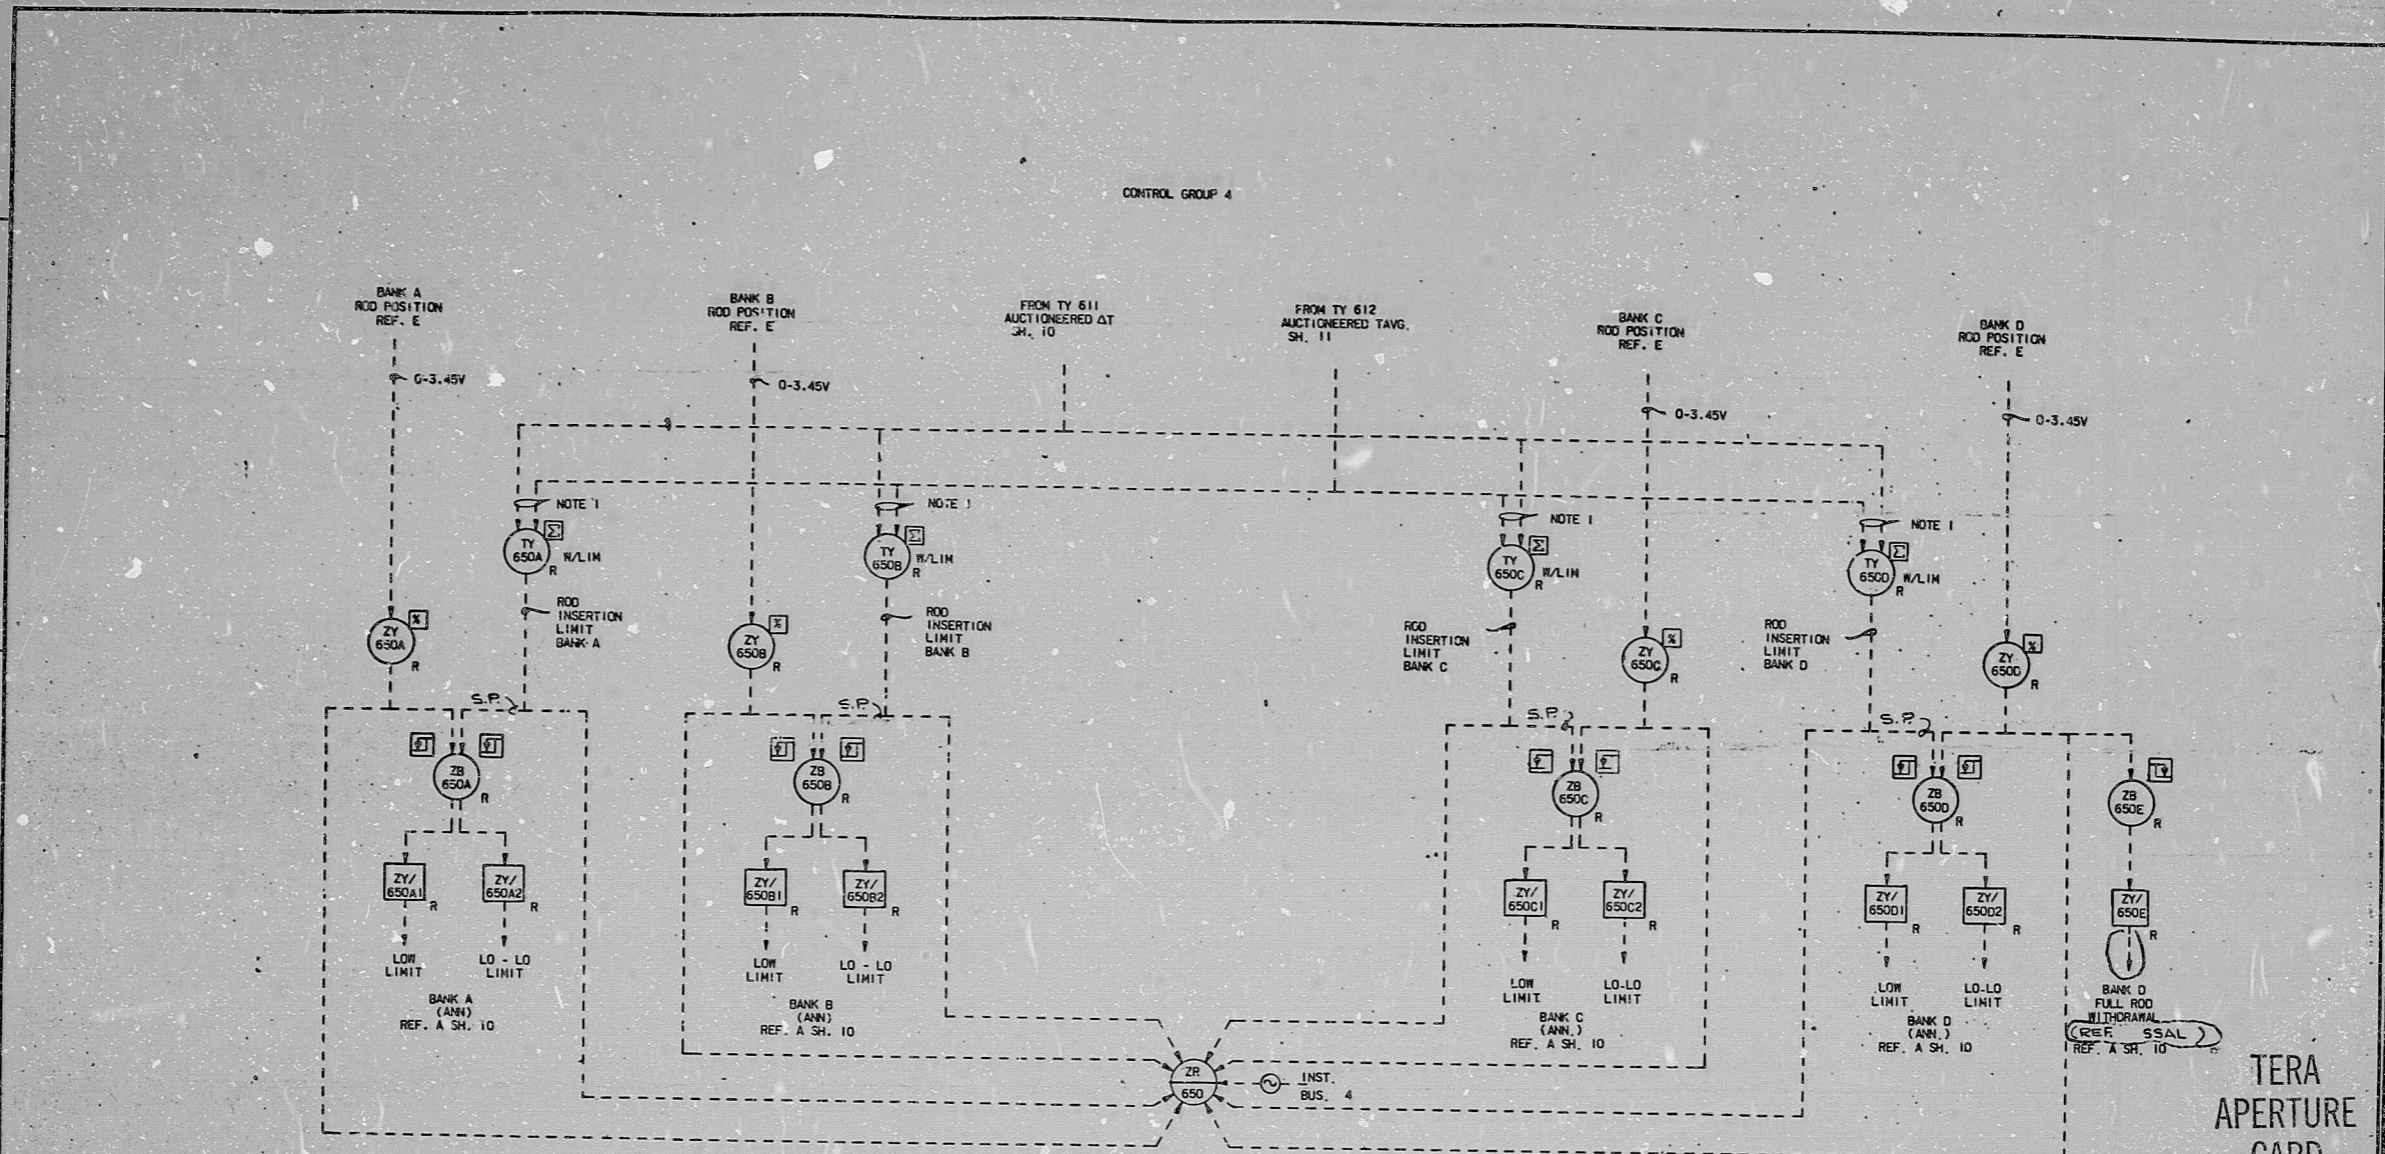 CONTROL GROUP 4
BANK A
ROD POSITION
REF. E
BANK B
ROD POSITION
REF. E
FROM TY 611
AUCTIONEERED ΔT
SH. 10
FROM TY 612
AUCTIONEERED TAVG.
SH. 11
BANK C
ROD POSITION
REF. E
BANK D
ROD POSITION
REF. E
0-3.45V
0-3.45V
0-3.45V
0-3.45V
NOTE 1
NOTE 1
NOTE 1
NOTE 1
Σ
TY
650A
W/LIM
R
Σ
TY
650B
W/LIM
R
Σ
TY
650C
W/LIM
R
Σ
TY
650D
W/LIM
R
ROD
INSERTION
LIMIT
BANK A
ROD
INSERTION
LIMIT
BANK B
ROD
INSERTION
LIMIT
BANK C
ROD
INSERTION
LIMIT
BANK D
%
ZY
650A
R
%
ZY
650B
R
%
ZY
650C
R
%
ZY
650D
R
S.P.
S.P.
S.P.
S.P.
ZB
650A
R
ZB
650B
R
ZB
650C
R
ZB
650D
R
ZB
650E
R
ZY/
650A1
R
ZY/
650A2
R
ZY/
650B1
R
ZY/
650B2
R
ZY/
650C1
R
ZY/
650C2
R
ZY/
650D1
R
ZY/
650D2
R
ZY/
650E
R
LOW
LIMIT
LO - LO
LIMIT
BANK A
(ANN)
REF. A SH. 10
LOW
LIMIT
LO - LO
LIMIT
BANK B
(ANN)
REF. A SH. 10
LOW
LIMIT
LO-LO
LIMIT
BANK C
(ANN.)
REF. A SH. 10
LOW
LIMIT
LO-LO
LIMIT
BANK D
(ANN.)
REF. A SH. 10
BANK D
FULL ROD
WITHDRAWAL
(REF. SSAL)
REF. A SH. 10
ZR
650
INST.
BUS. 4
TERA
APERTURE
CARD